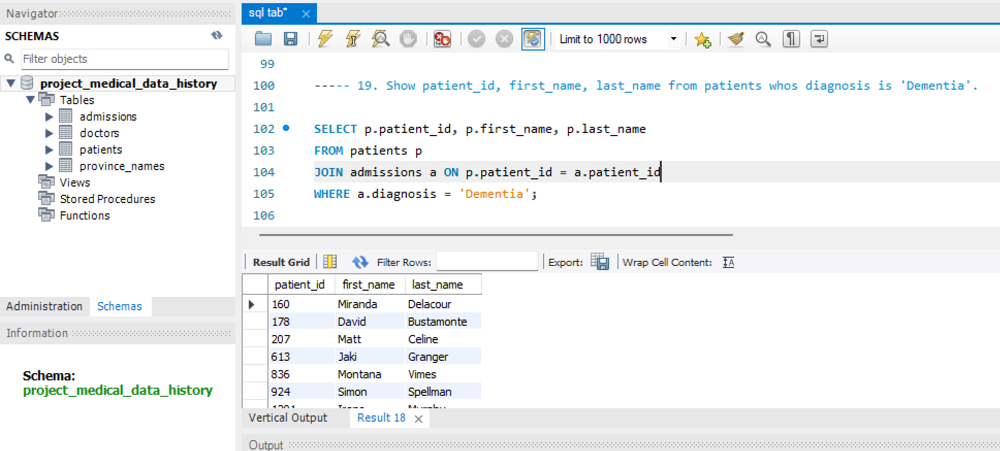 Navigator
SCHEMAS
Filter objects
project_medical_data_history
Tables
admissions
doctors
patients
province_names
Views
Stored Procedures
Functions
Administration Schemas
Information
Schema:
project_medical_data_history
sql tab*
Limit to 1000 rows
99
100 ----- 19. Show patient_id, first_name, last_name from patients whos diagnosis is 'Dementia'.
101
102 SELECT p.patient_id, p.first_name, p.last_name
103 FROM patients p
104 JOIN admissions a ON p.patient_id = a.patient_id
105 WHERE a.diagnosis = 'Dementia';
106
Result Grid Filter Rows: Export: Wrap Cell Content:
patient_id first_name last_name
160 Miranda Delacour
178 David Bustamonte
207 Matt Celine
613 Jaki Granger
836 Montana Vimes
924 Simon Spellman
Vertical Output Result 18
Output